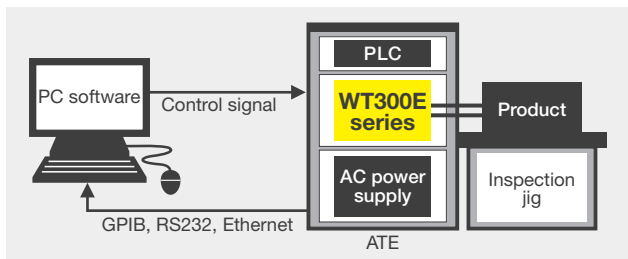 PC software
Control signal
GPIB, RS232, Ethernet
PLC
WT300E
series
AC power
supply
ATE
Product
Inspection
jig